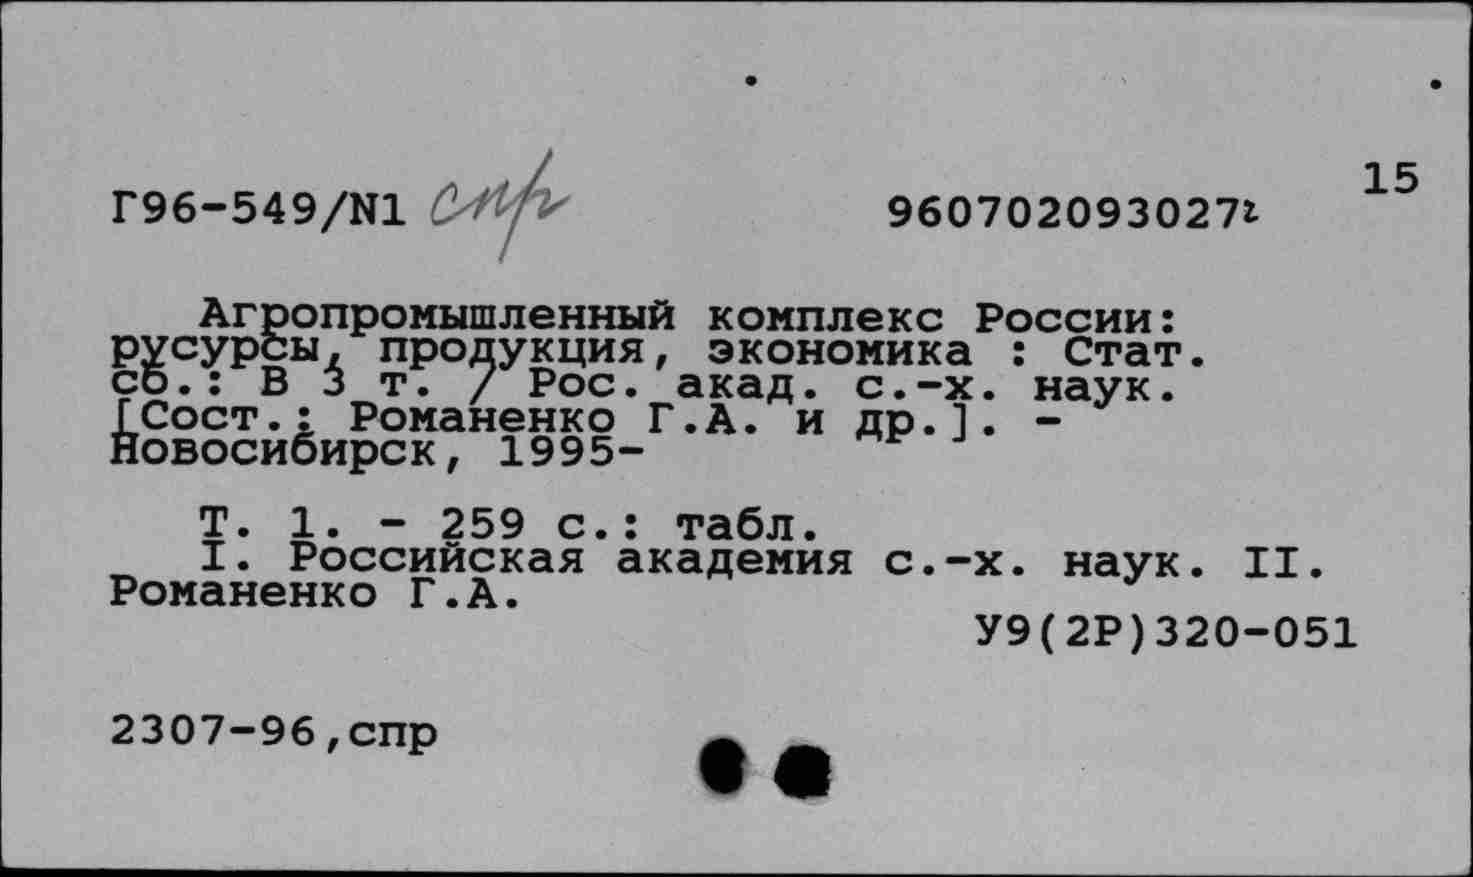 15
Г96-549/N1 спр 960702093027г
Агропромышленный комплекс России:
русурсы, продукция, экономика : Стат.
сб.: В 3 т. / Рос. акад. с.-х. наук.
[Сост.: Романенко Г.А. и др.]. -
Новосибирск, 1995-
Т. 1. - 259 с.: табл.
I. Российская академия с.-х. наук. II.
Романенко Г.А.
У9(2Р)320-051
2307-96,спр